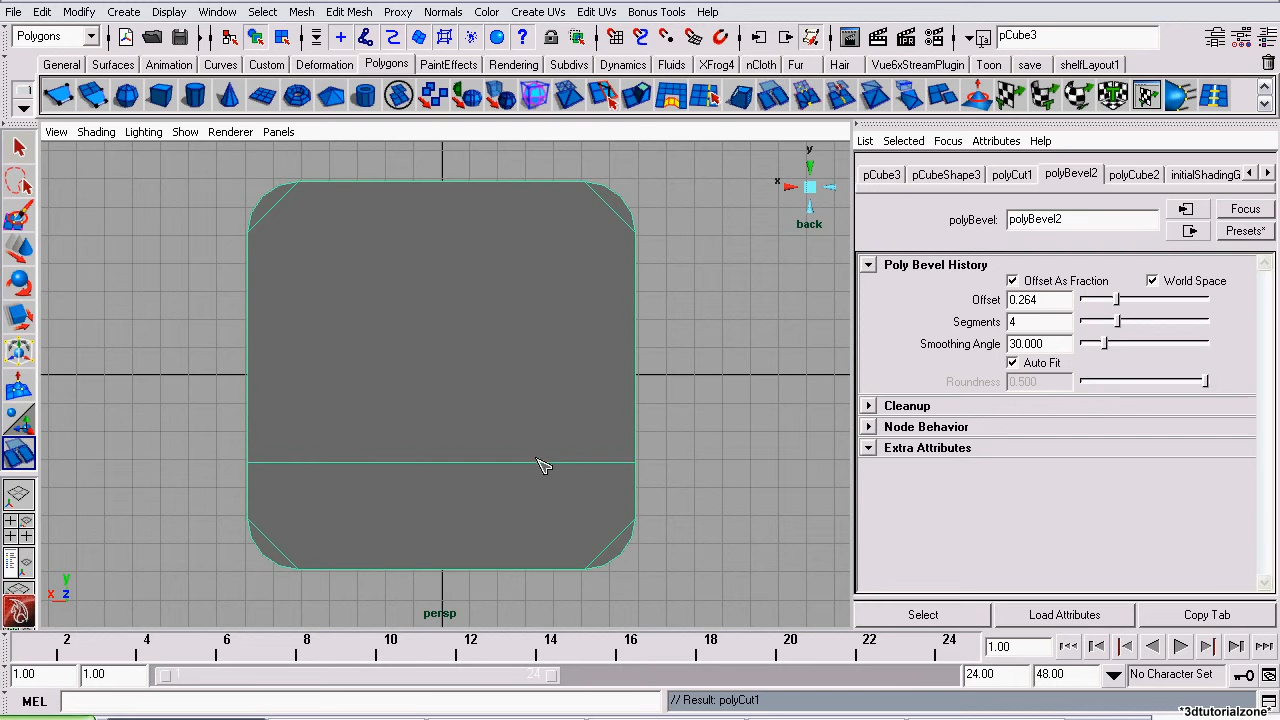 File Edit Modify Create Display Window Select Mesh Edit Mesh Proxy Normals Color Create UVs Edit UVs Bonus Tools Help
Polygons pCube3
General Surfaces Animation Curves Custom Deformation Polygons PaintEffects Rendering Subdivs Dynamics Fluids XFrog4 nCloth Fur Vue6xStreamPlugin Hair Toon save shelfLayout1
View Shading Lighting Show Renderer Panels
List Selected Focus Attributes Help
y
x
back
pCube3 pCubeShape3 polyCut1 polyBevel2 polyCube2 initialShadingG
polyBevel: polyBevel2 Focus
Presets*
Poly Bevel History
Offset As Fraction World Space
Offset 0.264
Segments 4
Smoothing Angle 30.000
Auto Fit
Roundness 0.500
Cleanup
Node Behavior
Extra Attributes
y
x z
persp
Select Load Attributes Copy Tab
2 4 6 8 10 12 14 16 18 20 22 24
1.00
1.00 1.00 1 24 24.00 48.00 No Character Set
MEL // Result: polyCut1
*3dtutorialzone*